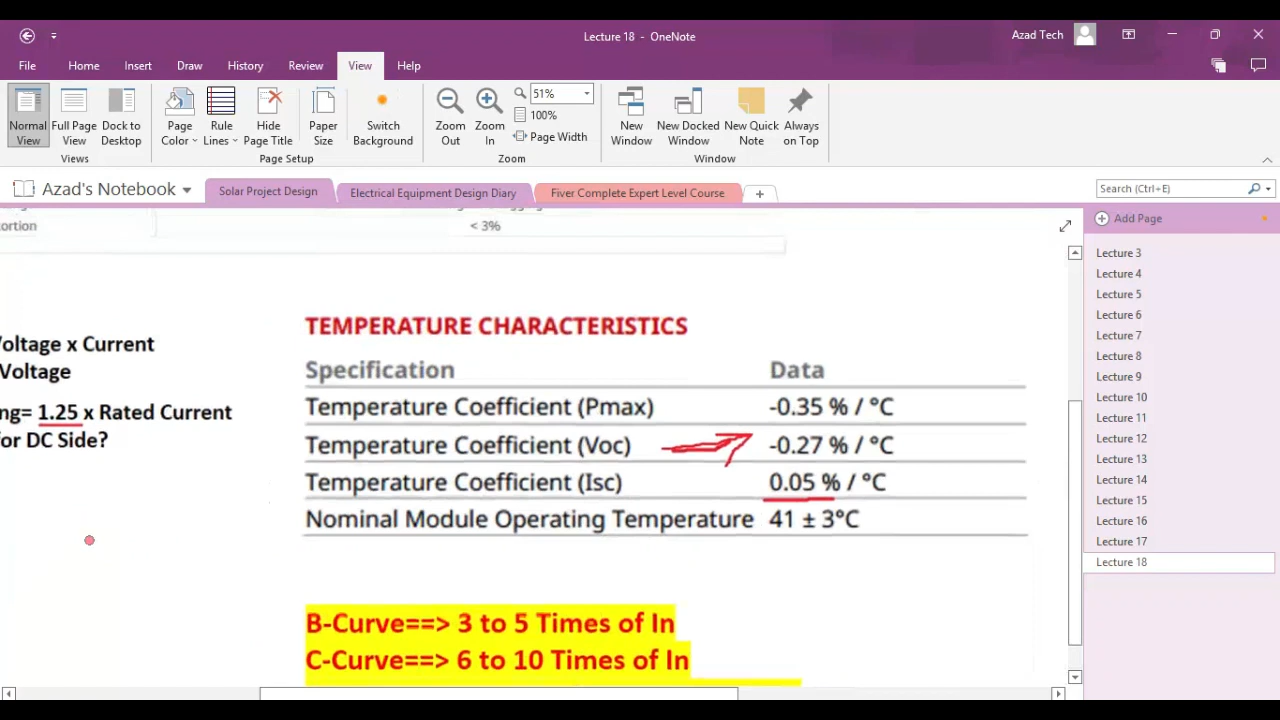 Lecture 18 - OneNote
Azad Tech
File Home Insert Draw History Review View Help
Normal View
Full Page View
Dock to Desktop
Page Color
Rule Lines
Hide Page Title
Paper Size
Switch Background
Zoom Out
Zoom In
51%
100%
Page Width
New Window
New Docked Window
New Quick Note
Always on Top
Views Page Setup Zoom Window
Azad's Notebook
Solar Project Design
Electrical Equipment Design Diary
Fiver Complete Expert Level Course
Search (Ctrl+E)
Add Page
Lecture 3
Lecture 4
Lecture 5
Lecture 6
Lecture 7
Lecture 8
Lecture 9
Lecture 10
Lecture 11
Lecture 12
Lecture 13
Lecture 14
Lecture 15
Lecture 16
Lecture 17
Lecture 18
ortion < 3%
oltage x Current
Voltage
ng= 1.25 x Rated Current
for DC Side?
TEMPERATURE CHARACTERISTICS
Specification Data
Temperature Coefficient (Pmax) -0.35 % / °C
Temperature Coefficient (Voc) -0.27 % / °C
Temperature Coefficient (Isc) 0.05 % / °C
Nominal Module Operating Temperature 41 ± 3°C
B-Curve==> 3 to 5 Times of In
C-Curve==> 6 to 10 Times of In